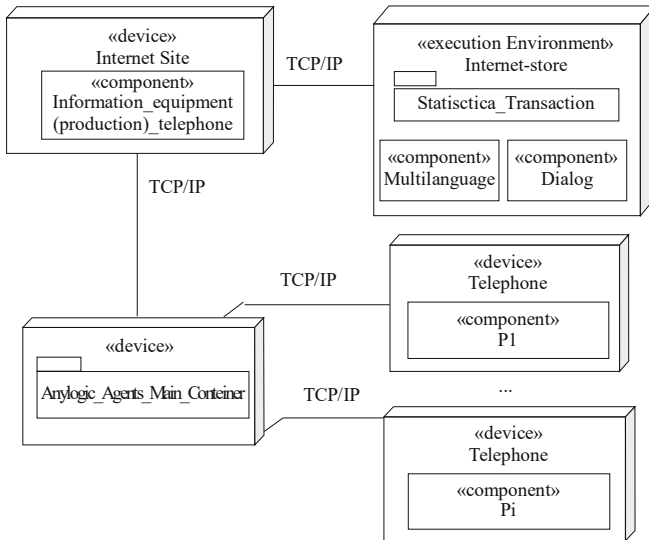 «device»
Internet Site
«component»
Information_equipment
(production)_telephone
TCP/IP
«execution Environment»
Internet-store
Statisctica_Transaction
«component»
Multilanguage
«component»
Dialog
TCP/IP
«device»
Telephone
«component»
P1
TCP/IP
«device»
Anylogic_Agents_Main_Conteiner
...
TCP/IP
«device»
Telephone
«component»
Pi